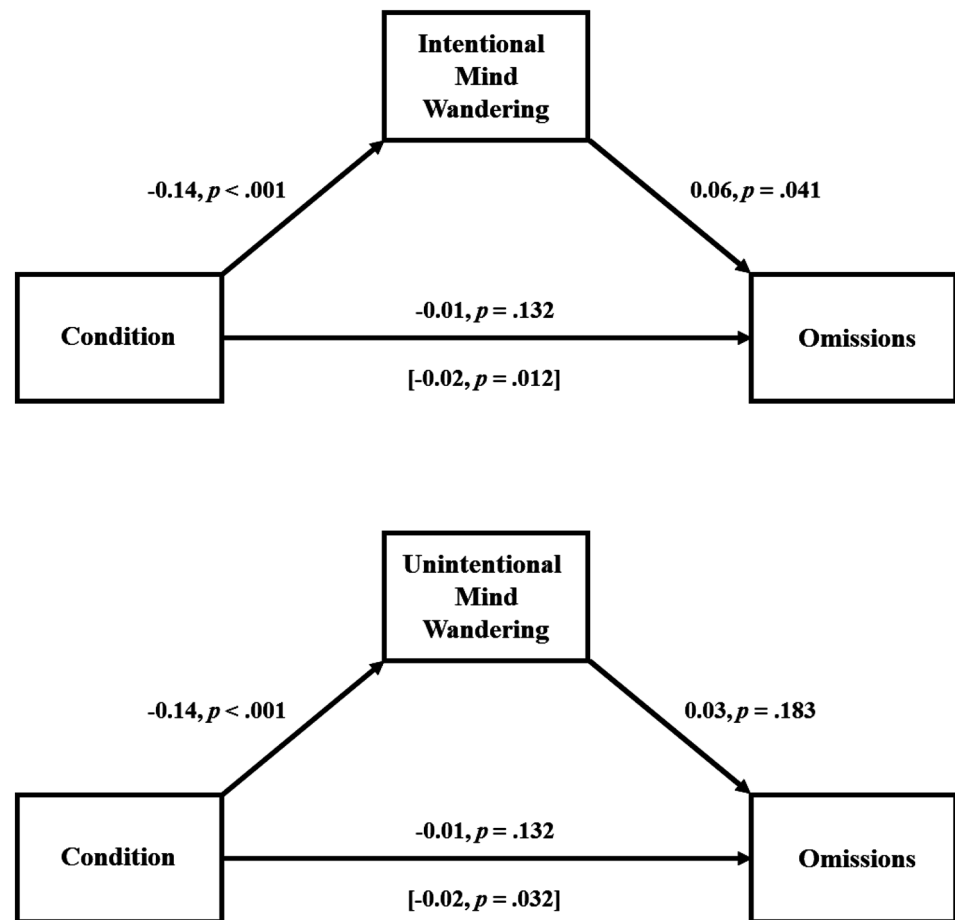 Intentional
Mind
Wandering
-0.14, p < .001
0.06, p = .041
Condition
-0.01, p = .132
[-0.02, p = .012]
Omissions
Unintentional
Mind
Wandering
-0.14, p < .001
0.03, p = .183
Condition
-0.01, p = .132
[-0.02, p = .032]
Omissions